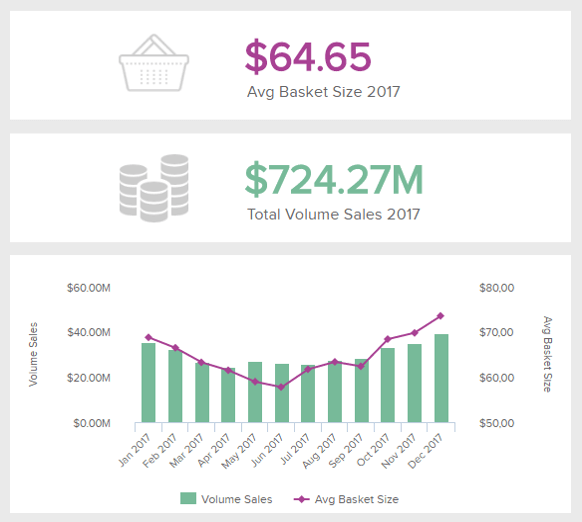 $64.65
Avg Basket Size 2017
$724.27M
Total Volume Sales 2017
$60.00M
$40.00M
$20.00M
$0.00M
Volume Sales
$80.00
$70.00
$60.00
$50.00
Avg Basket Size
Jan 2017
Feb 2017
Mar 2017
Apr 2017
May 2017
Jun 2017
Jul 2017
Aug 2017
Sep 2017
Oct 2017
Nov 2017
Dec 2017
Volume Sales
Avg Basket Size